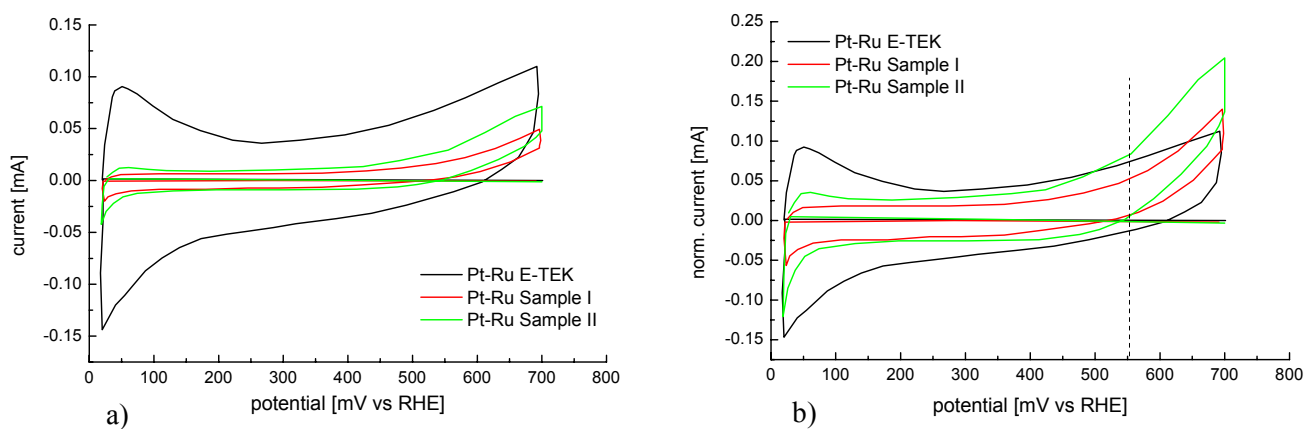 0.15
0.10
0.05
0.00
-0.05
-0.10
-0.15
current [mA]
Pt-Ru E-TEK
Pt-Ru Sample I
Pt-Ru Sample II
0 100 200 300 400 500 600 700 800
potential [mV vs RHE]
a)
0.25
0.20
0.15
0.10
0.05
0.00
-0.05
-0.10
-0.15
norm. current [mA]
Pt-Ru E-TEK
Pt-Ru Sample I
Pt-Ru Sample II
0 100 200 300 400 500 600 700 800
potential [mV vs RHE]
b)